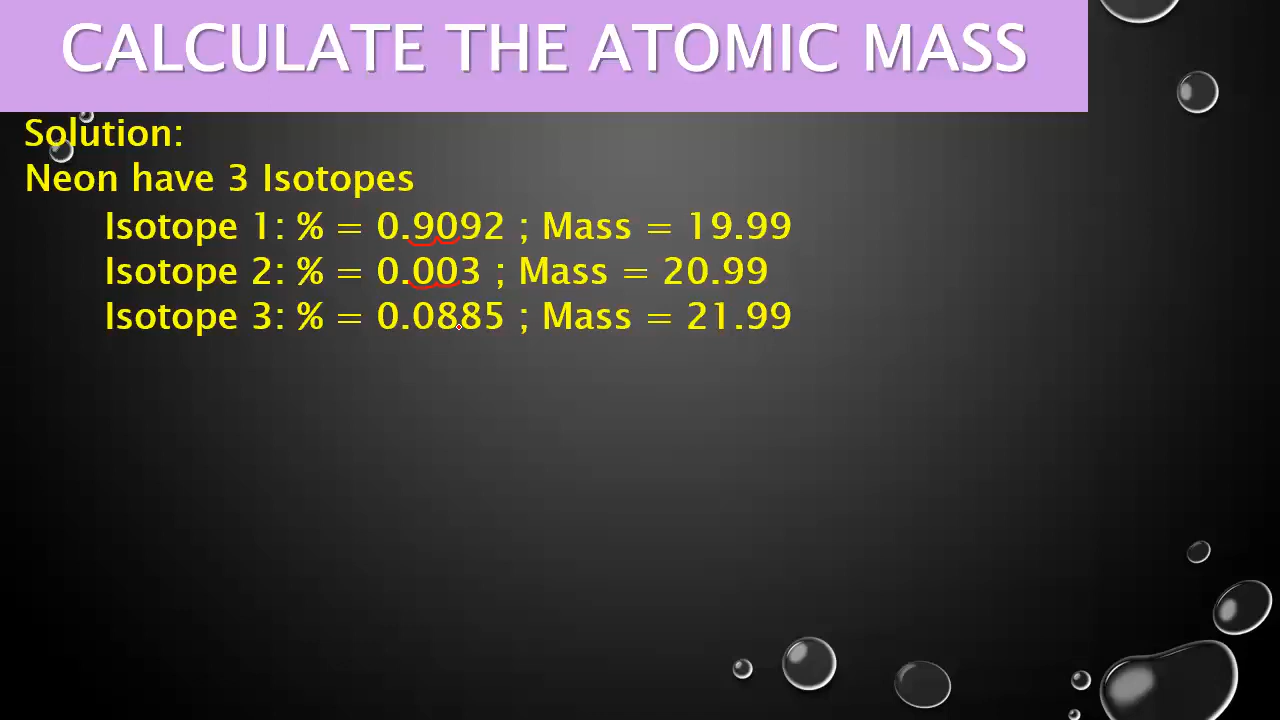 CALCULATE THE ATOMIC MASS
Solution:
Neon have 3 Isotopes
Isotope 1: % = 0.9092 ; Mass = 19.99
Isotope 2: % = 0.003 ; Mass = 20.99
Isotope 3: % = 0.0885 ; Mass = 21.99